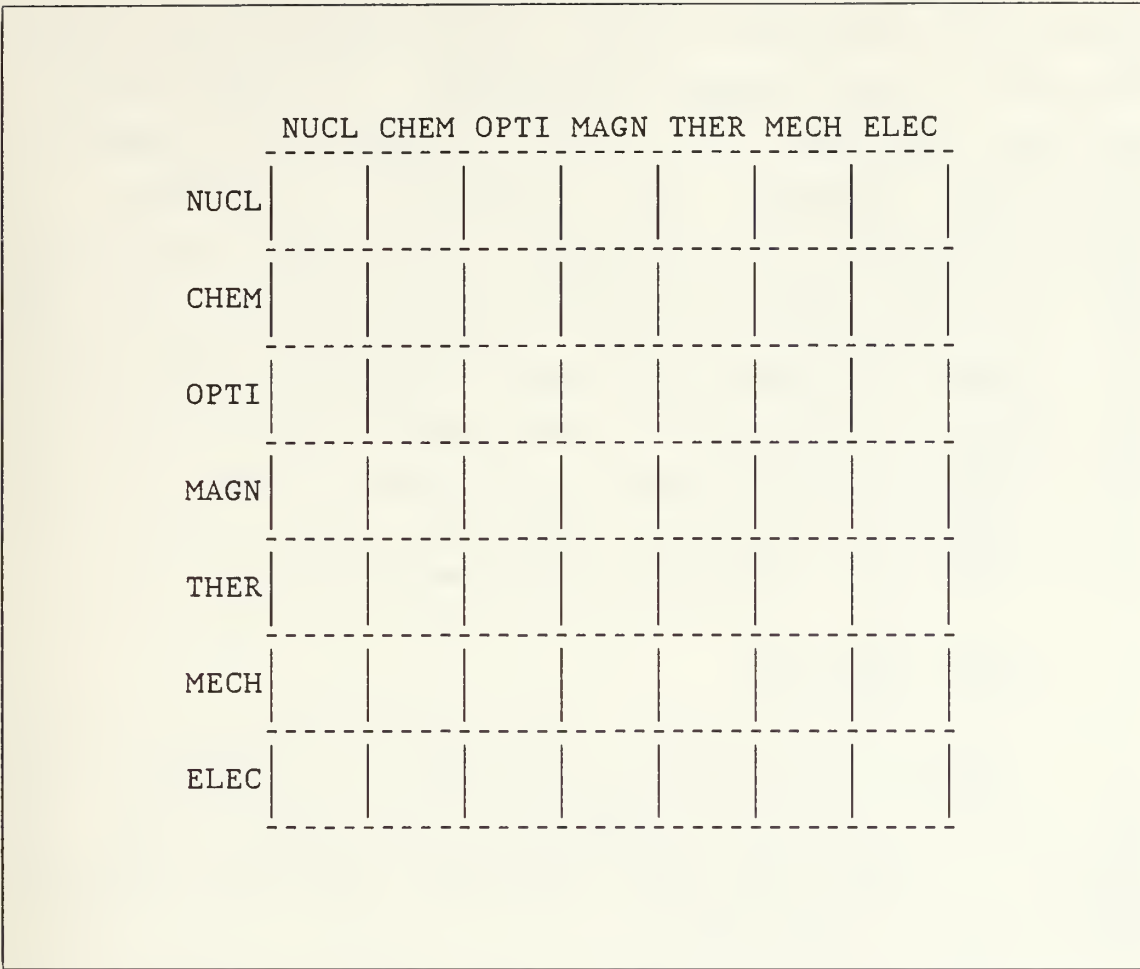 NUCL CHEM OPTI MAGN THER MECH ELEC
NUCL
CHEM
OPTI
MAGN
THER
MECH
ELEC